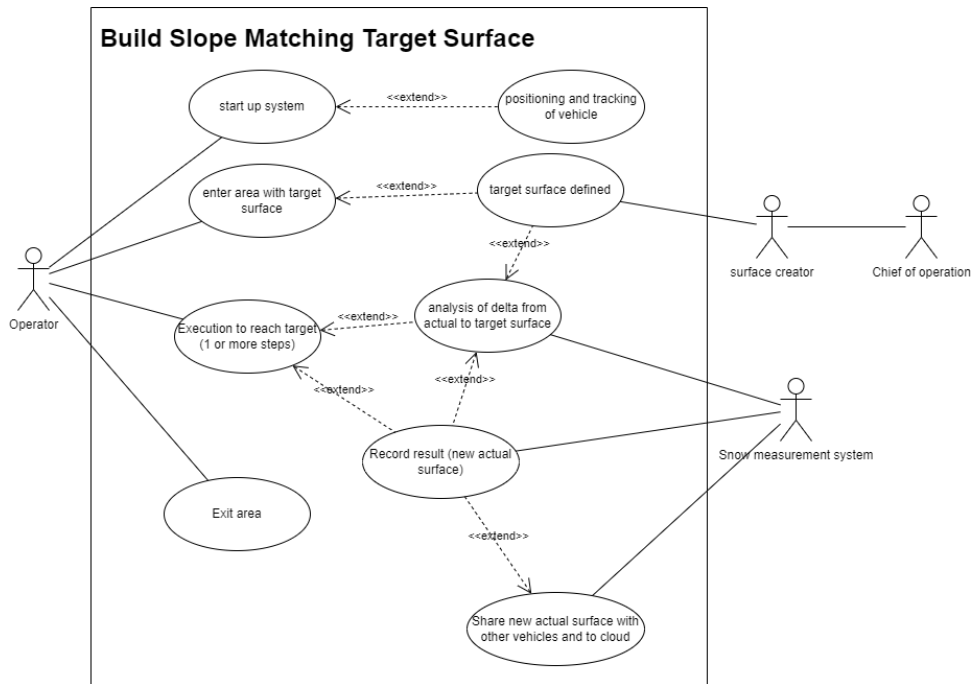 Build Slope Matching Target Surface
start up system
<<extend>>
positioning and tracking
of vehicle
enter area with target
surface
<<extend>>
target surface defined
<<extend>>
surface creator
Chief of operation
Operator
Execution to reach target
(1 or more steps)
<<extend>>
analysis of delta from
actual to target surface
<<extend>>
<<extend>>
Record result (new actual
surface)
Snow measurement system
Exit area
<<extend>>
Share new actual surface with
other vehicles and to cloud